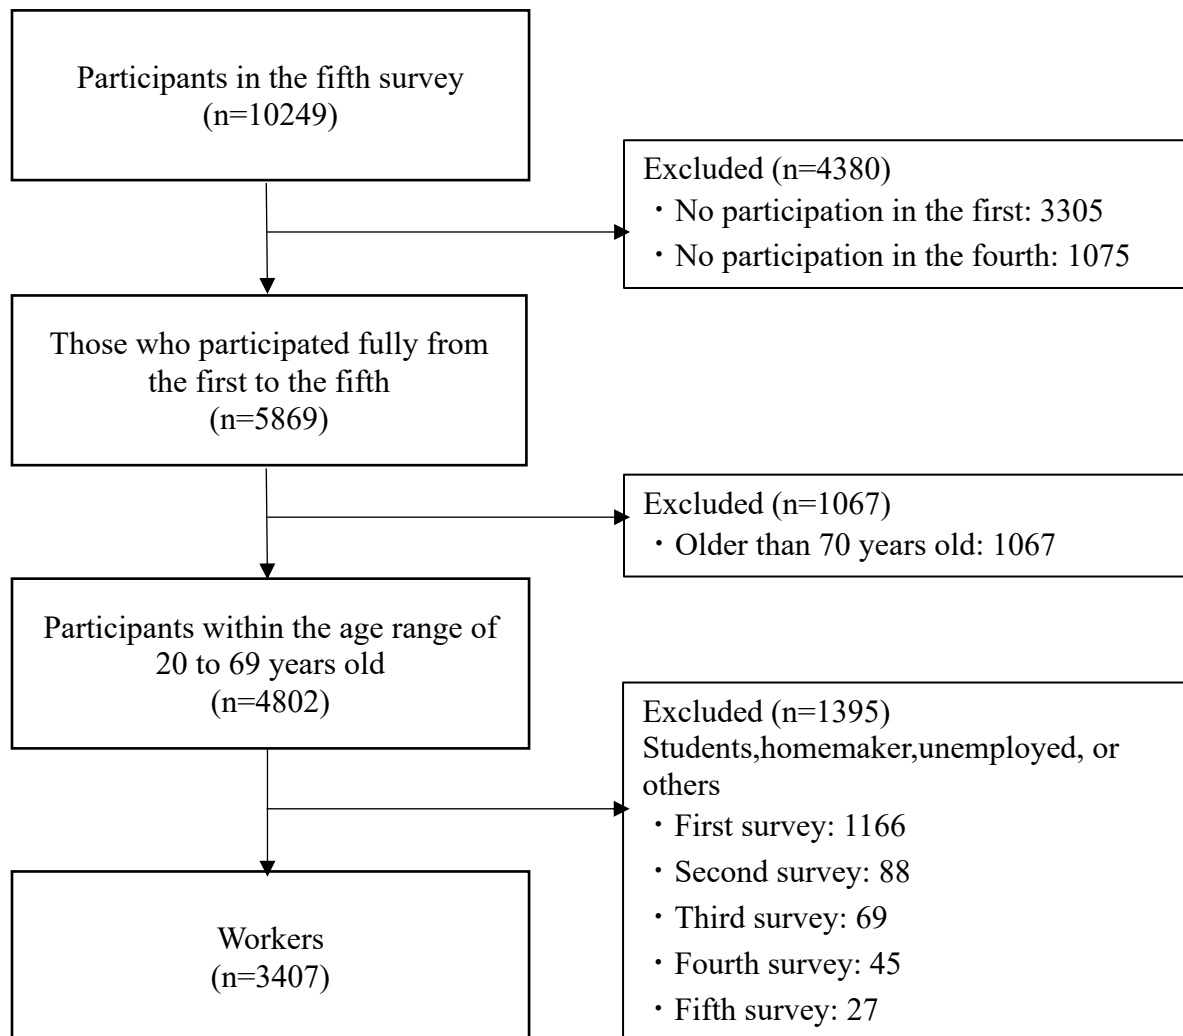 Participants in the fifth survey
(n=10249)
Excluded (n=4380)
・No participation in the first: 3305
・No participation in the fourth: 1075
Those who participated fully from
the first to the fifth
(n=5869)
Excluded (n=1067)
・Older than 70 years old: 1067
Participants within the age range of
20 to 69 years old
(n=4802)
Excluded (n=1395)
Students,homemaker,unemployed, or
others
・First survey: 1166
・Second survey: 88
・Third survey: 69
・Fourth survey: 45
・Fifth survey: 27
Workers
(n=3407)